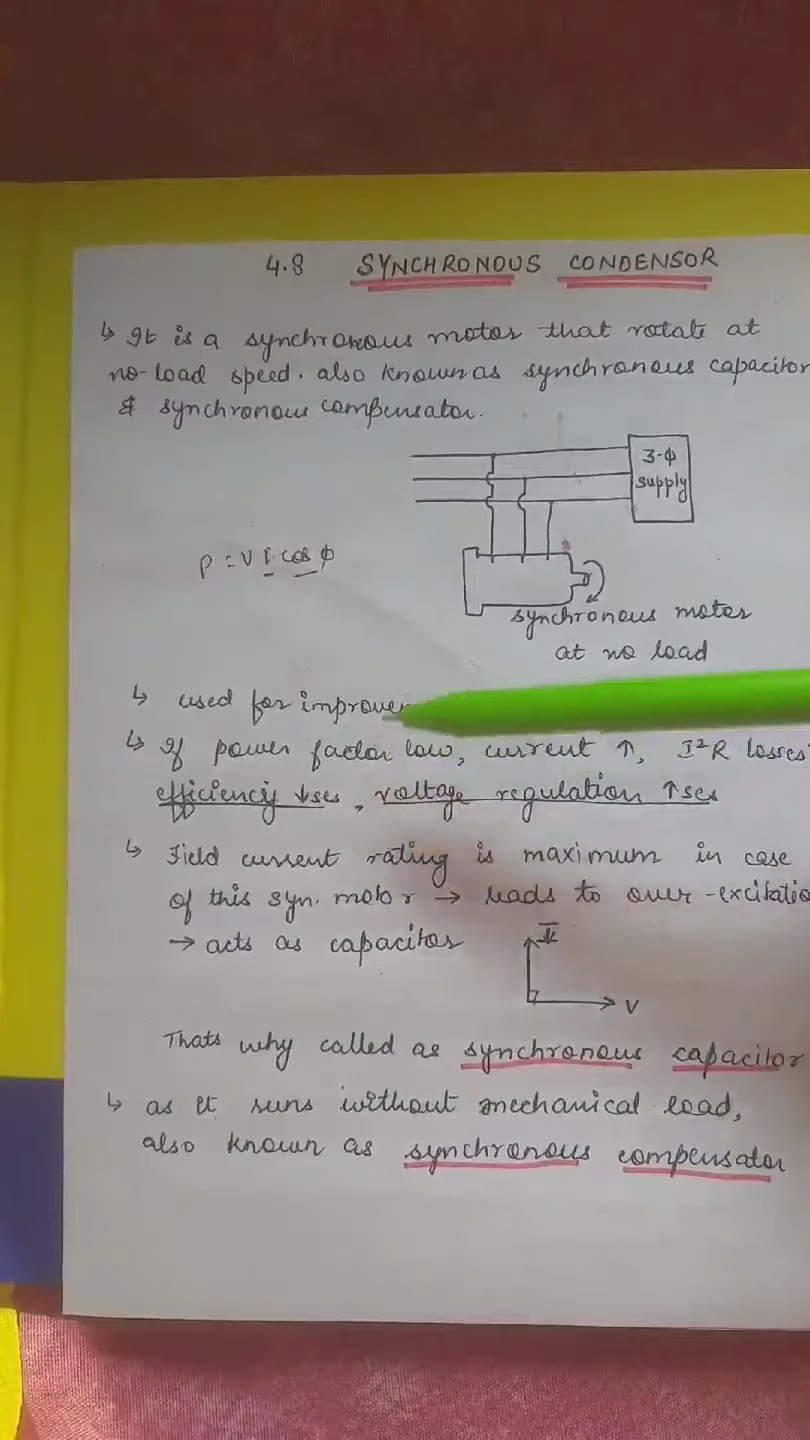 4.8 SYNCHRONOUS CONDENSOR
↳ It is a synchronous motor that rotate at
no-load speed. also known as synchronous capacitor
& synchronous compensator.
3-φ
supply
P = V I cos φ
synchronous motor
at no load
↳ used for
↳ If power factor low, current ↑, I²R losses
efficiency ↓ses, voltage regulation ↑ses
↳ Field current rating is maximum in case
of this syn. motor → leads to over-
→ acts as capacitor
V
Thats why called as synchronous capacitor
↳ as it runs without mechanical load,
also known as synchronous compensator